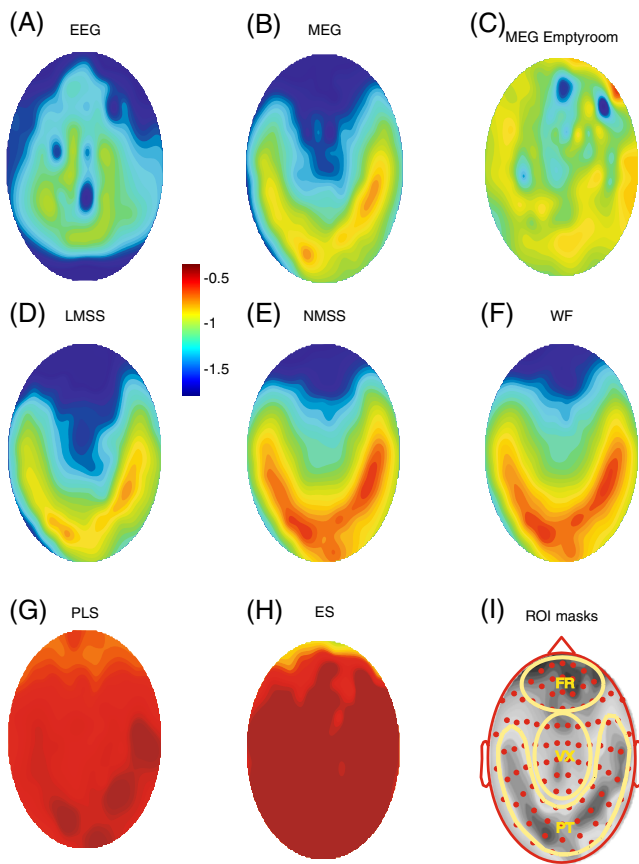 (A) EEG
(B) MEG
(C) MEG Emptyroom
-0.5
-1
-1.5
(D) LMSS
(E) NMSS
(F) WF
(G) PLS
(H) ES
(I) ROI masks
FR
VX
PT